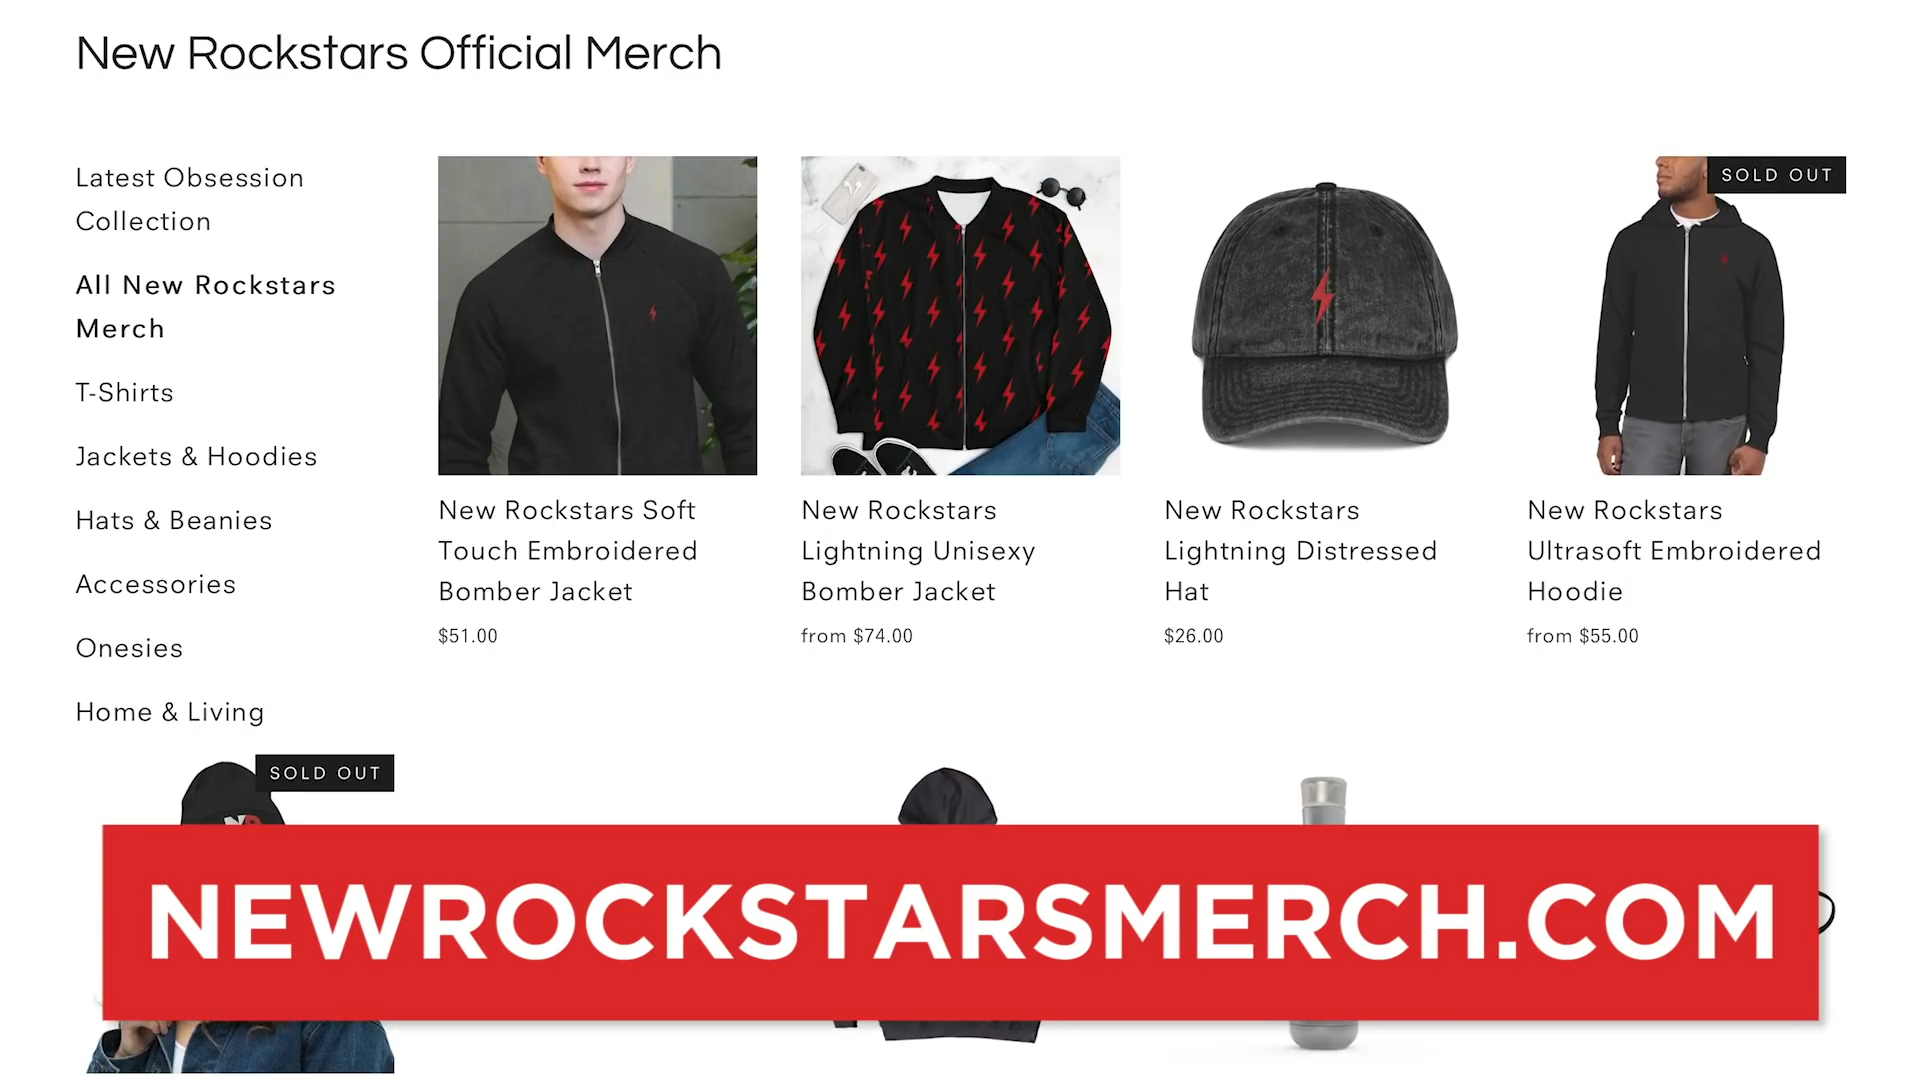 New Rockstars Official Merch
Latest Obsession
Collection
All New Rockstars
Merch
T-Shirts
Jackets & Hoodies
Hats & Beanies
Accessories
Onesies
Home & Living
New Rockstars Soft
Touch Embroidered
Bomber Jacket
$51.00
New Rockstars
Lightning Unisexy
Bomber Jacket
from $74.00
New Rockstars
Lightning Distressed
Hat
$26.00
SOLD OUT
New Rockstars
Ultrasoft Embroidered
Hoodie
from $55.00
SOLD OUT
NEWROCKSTARSMERCH.COM